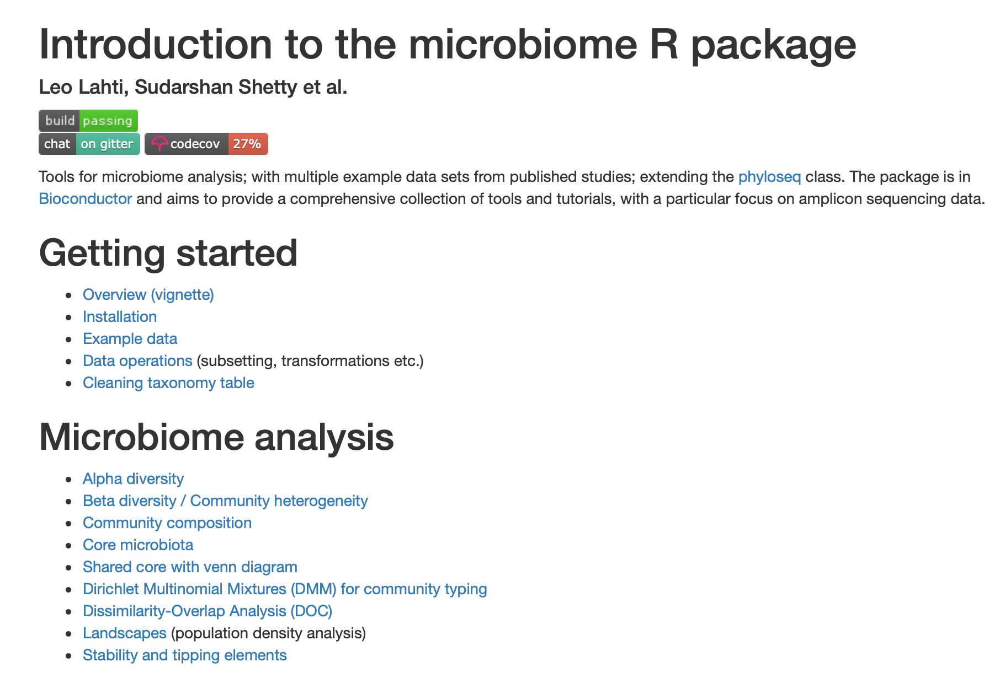 Introduction to the microbiome R package
Leo Lahti, Sudarshan Shetty et al.
build passing
chat on gitter codecov 27%
Tools for microbiome analysis; with multiple example data sets from published studies; extending the phyloseq class. The package is in
Bioconductor and aims to provide a comprehensive collection of tools and tutorials, with a particular focus on amplicon sequencing data.
Getting started
• Overview (vignette)
• Installation
• Example data
• Data operations (subsetting, transformations etc.)
• Cleaning taxonomy table
Microbiome analysis
• Alpha diversity
• Beta diversity / Community heterogeneity
• Community composition
• Core microbiota
• Shared core with venn diagram
• Dirichlet Multinomial Mixtures (DMM) for community typing
• Dissimilarity-Overlap Analysis (DOC)
• Landscapes (population density analysis)
• Stability and tipping elements